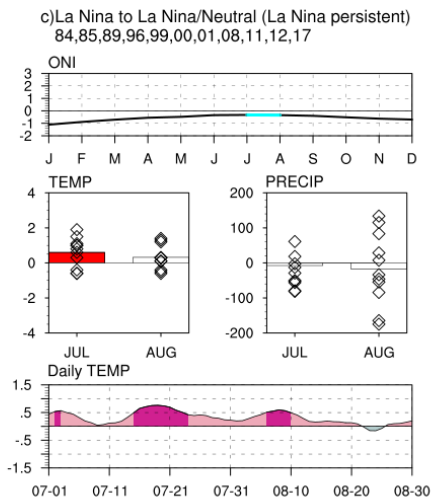 c)La Nina to La Nina/Neutral (La Nina persistent)
84,85,89,96,99,00,01,08,11,12,17
ONI
3
2
1
0
-1
-2
J F M A M J J A S O N D
TEMP
4
2
0
-2
-4
JUL AUG
PRECIP
200
100
0
-100
-200
JUL AUG
Daily TEMP
1.5
.5
-.5
-1.5
07-01 07-11 07-21 07-31 08-10 08-20 08-30